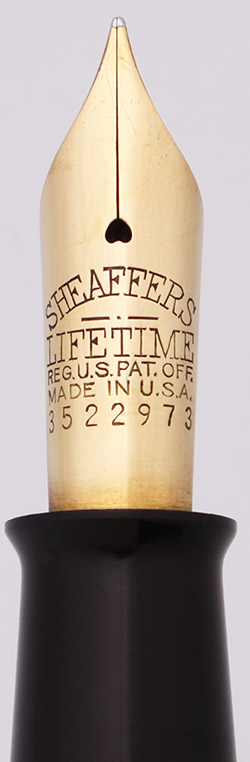 SHEAFFERS
LIFETIME
REG. U.S. PAT. OFF.
MADE IN U.S.A.
3522973